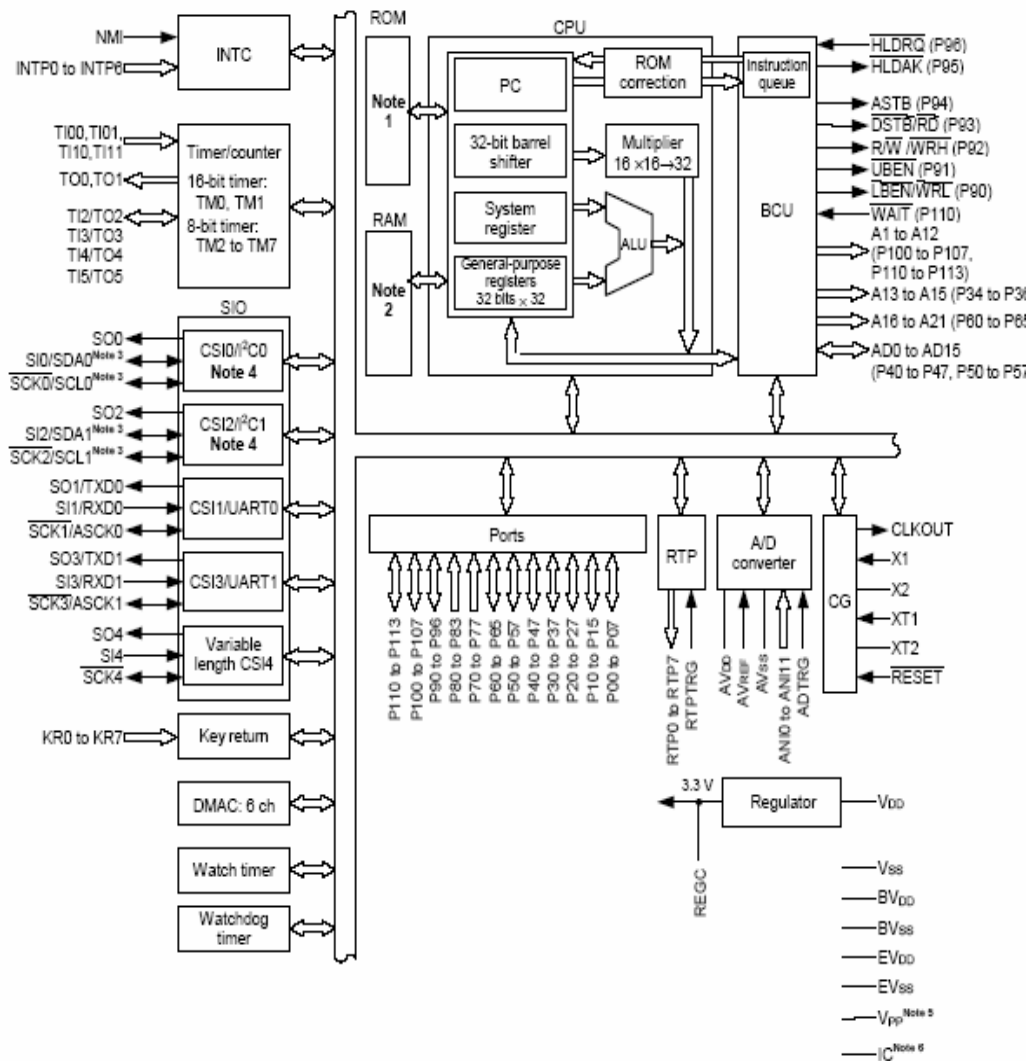 NMI
INTP0 to INTP6
INTC
TI00,TI01,
TI10,TI11
TO0,TO1
TI2/TO2
TI3/TO3
TI4/TO4
TI5/TO5
Timer/counter
16-bit timer:
TM0, TM1
8-bit timer:
TM2 to TM7
SIO
SO0
SI0/SDA0 Note 3
SCK0/SCL0 Note 3
CSI0/I²C0
Note 4
SO2
SI2/SDA1 Note 3
SCK2/SCL1 Note 3
CSI2/I²C1
Note 4
SO1/TXD0
SI1/RXD0
SCK1/ASCK0
CSI1/UART0
SO3/TXD1
SI3/RXD1
SCK3/ASCK1
CSI3/UART1
SO4
SI4
SCK4
Variable
length CSI4
KR0 to KR7
Key return
DMAC: 6 ch
Watch timer
Watchdog
timer
ROM
Note
1
RAM
Note
2
CPU
PC
ROM
correction
32-bit barrel
shifter
Multiplier
16 ×16→32
System
register
ALU
General-purpose
registers
32 bits × 32
Instruction
queue
BCU
HLDRQ (P96)
HLDAK (P95)
ASTB (P94)
DSTB/RD (P93)
R/W /WRH (P92)
UBEN (P91)
LBEN/WRL (P90)
WAIT (P110)
A1 to A12
(P100 to P107,
P110 to P113)
A13 to A15 (P34 to P36
A16 to A21 (P60 to P65
AD0 to AD15
(P40 to P47, P50 to P57
Ports
P110 to P113
P100 to P107
P90 to P96
P80 to P83
P70 to P77
P60 to P65
P50 to P57
P40 to P47
P30 to P37
P20 to P27
P10 to P15
P00 to P07
RTP
RTP0 to RTP7
RTPTRG
A/D
converter
AVDD
AVREF
AVSS
ANI0 to ANI11
ADTRG
CG
CLKOUT
X1
X2
XT1
XT2
RESET
3.3 V
Regulator
VDD
REGC
VSS
BVDD
BVSS
EVDD
EVSS
VPP Note 5
IC Note 6